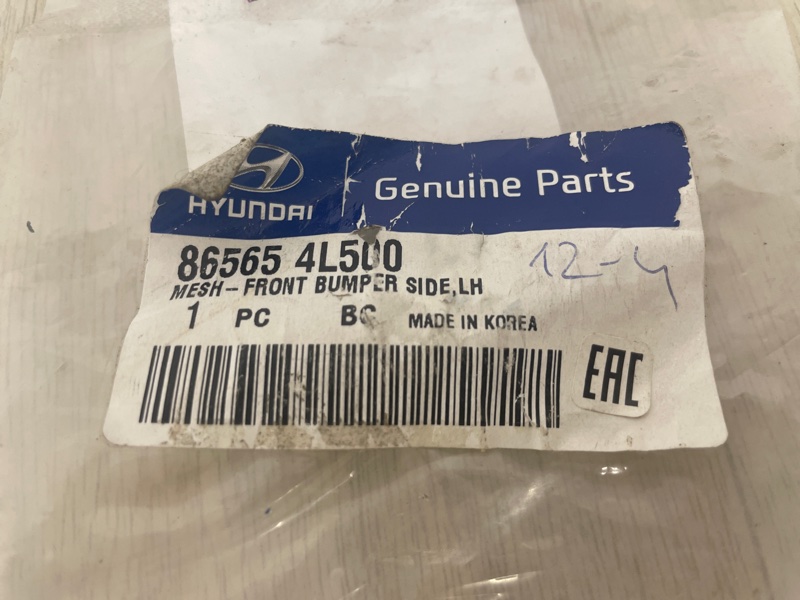 HYUNDAI
Genuine Parts
86565 4L500
12-4
MESH-FRONT BUMPER SIDE,LH
1 PC BC MADE IN KOREA
EAC